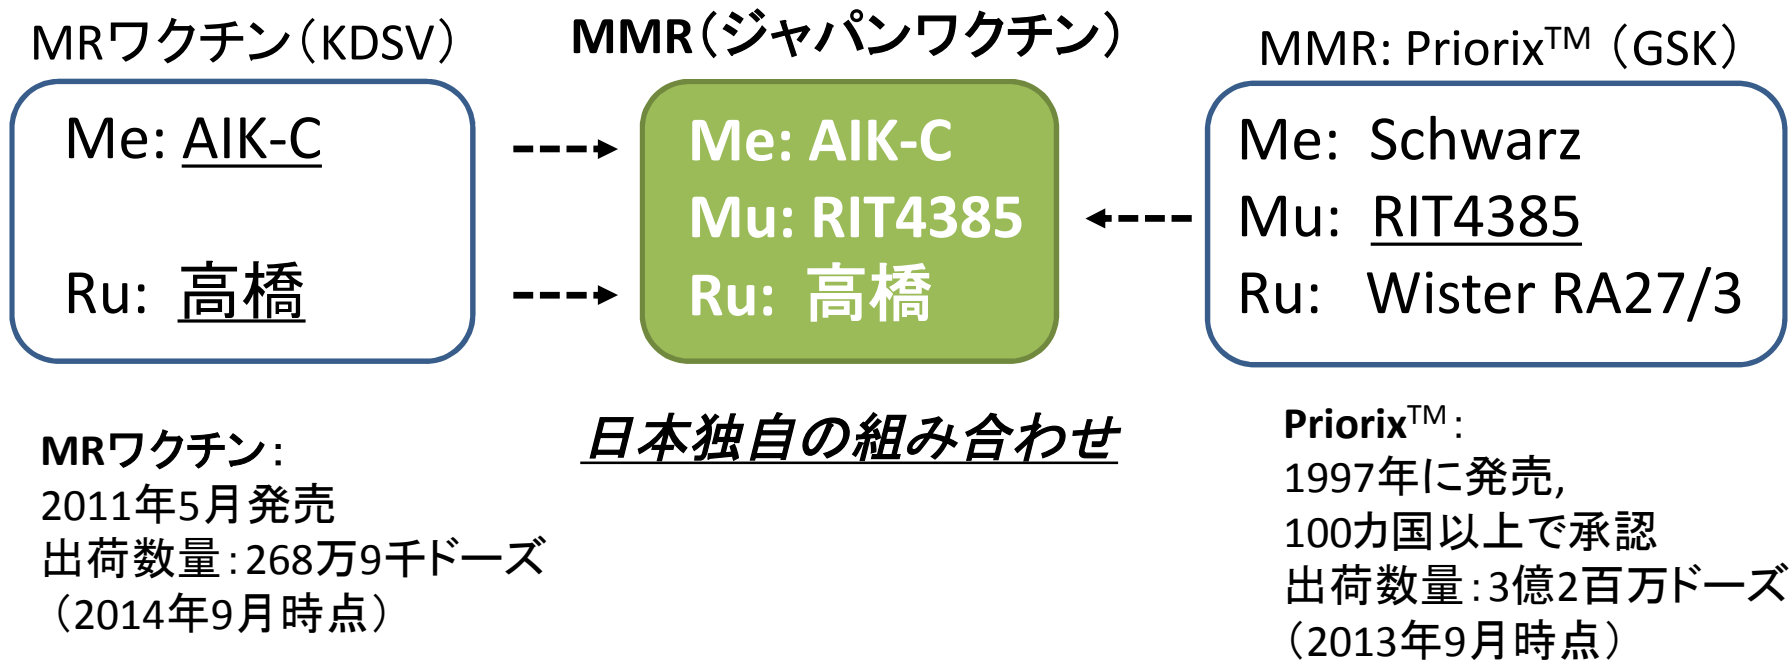 MRワクチン（KDSV）
Me: AIK-C
Ru: 高橋
MMR（ジャパンワクチン）
Me: AIK-C
Mu: RIT4385
Ru: 高橋
MMR: Priorix™（GSK）
Me: Schwarz
Mu: RIT4385
Ru: Wister RA27/3
日本独自の組み合わせ
MRワクチン：
2011年5月発売
出荷数量：268万9千ドーズ
（2014年9月時点）
Priorix™：
1997年に発売,
100カ国以上で承認
出荷数量：3億2百万ドーズ
（2013年9月時点）